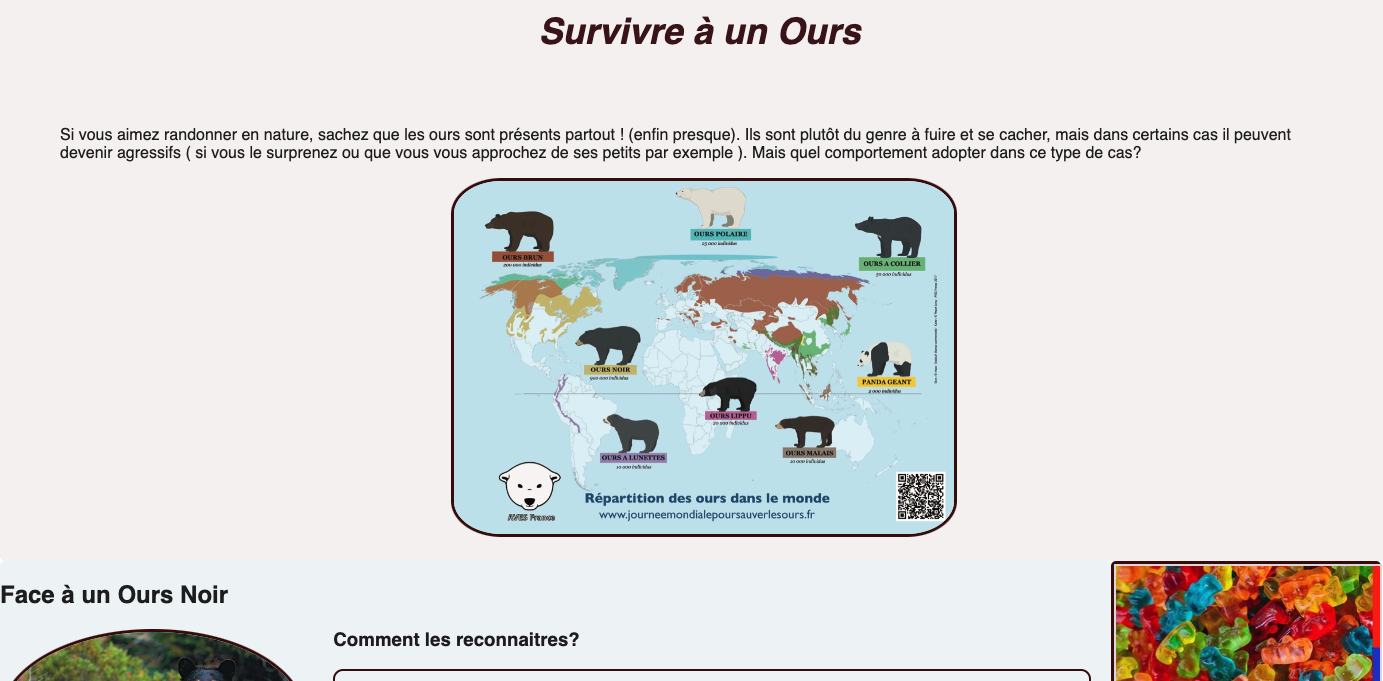 Survivre à un Ours
Si vous aimez randonner en nature, sachez que les ours sont présents partout ! (enfin presque). Ils sont plutôt du genre à fuire et se cacher, mais dans certains cas il peuvent
devenir agressifs ( si vous le surprenez ou que vous vous approchez de ses petits par exemple ). Mais quel comportement adopter dans ce type de cas?
OURS POLAIRE
15 000 individus
OURS BRUN
200 000 individus
OURS A COLLIER
50 000 individus
OURS NOIR
900 000 individus
PANDA GEANT
2 000 individus
OURS LIPPU
20 000 individus
OURS MALAIS
10 000 individus
OURS A LUNETTES
10 000 individus
AVES France
Répartition des ours dans le monde
www.journeemondialepoursauverlesours.fr
Face à un Ours Noir
Comment les reconnaitres?